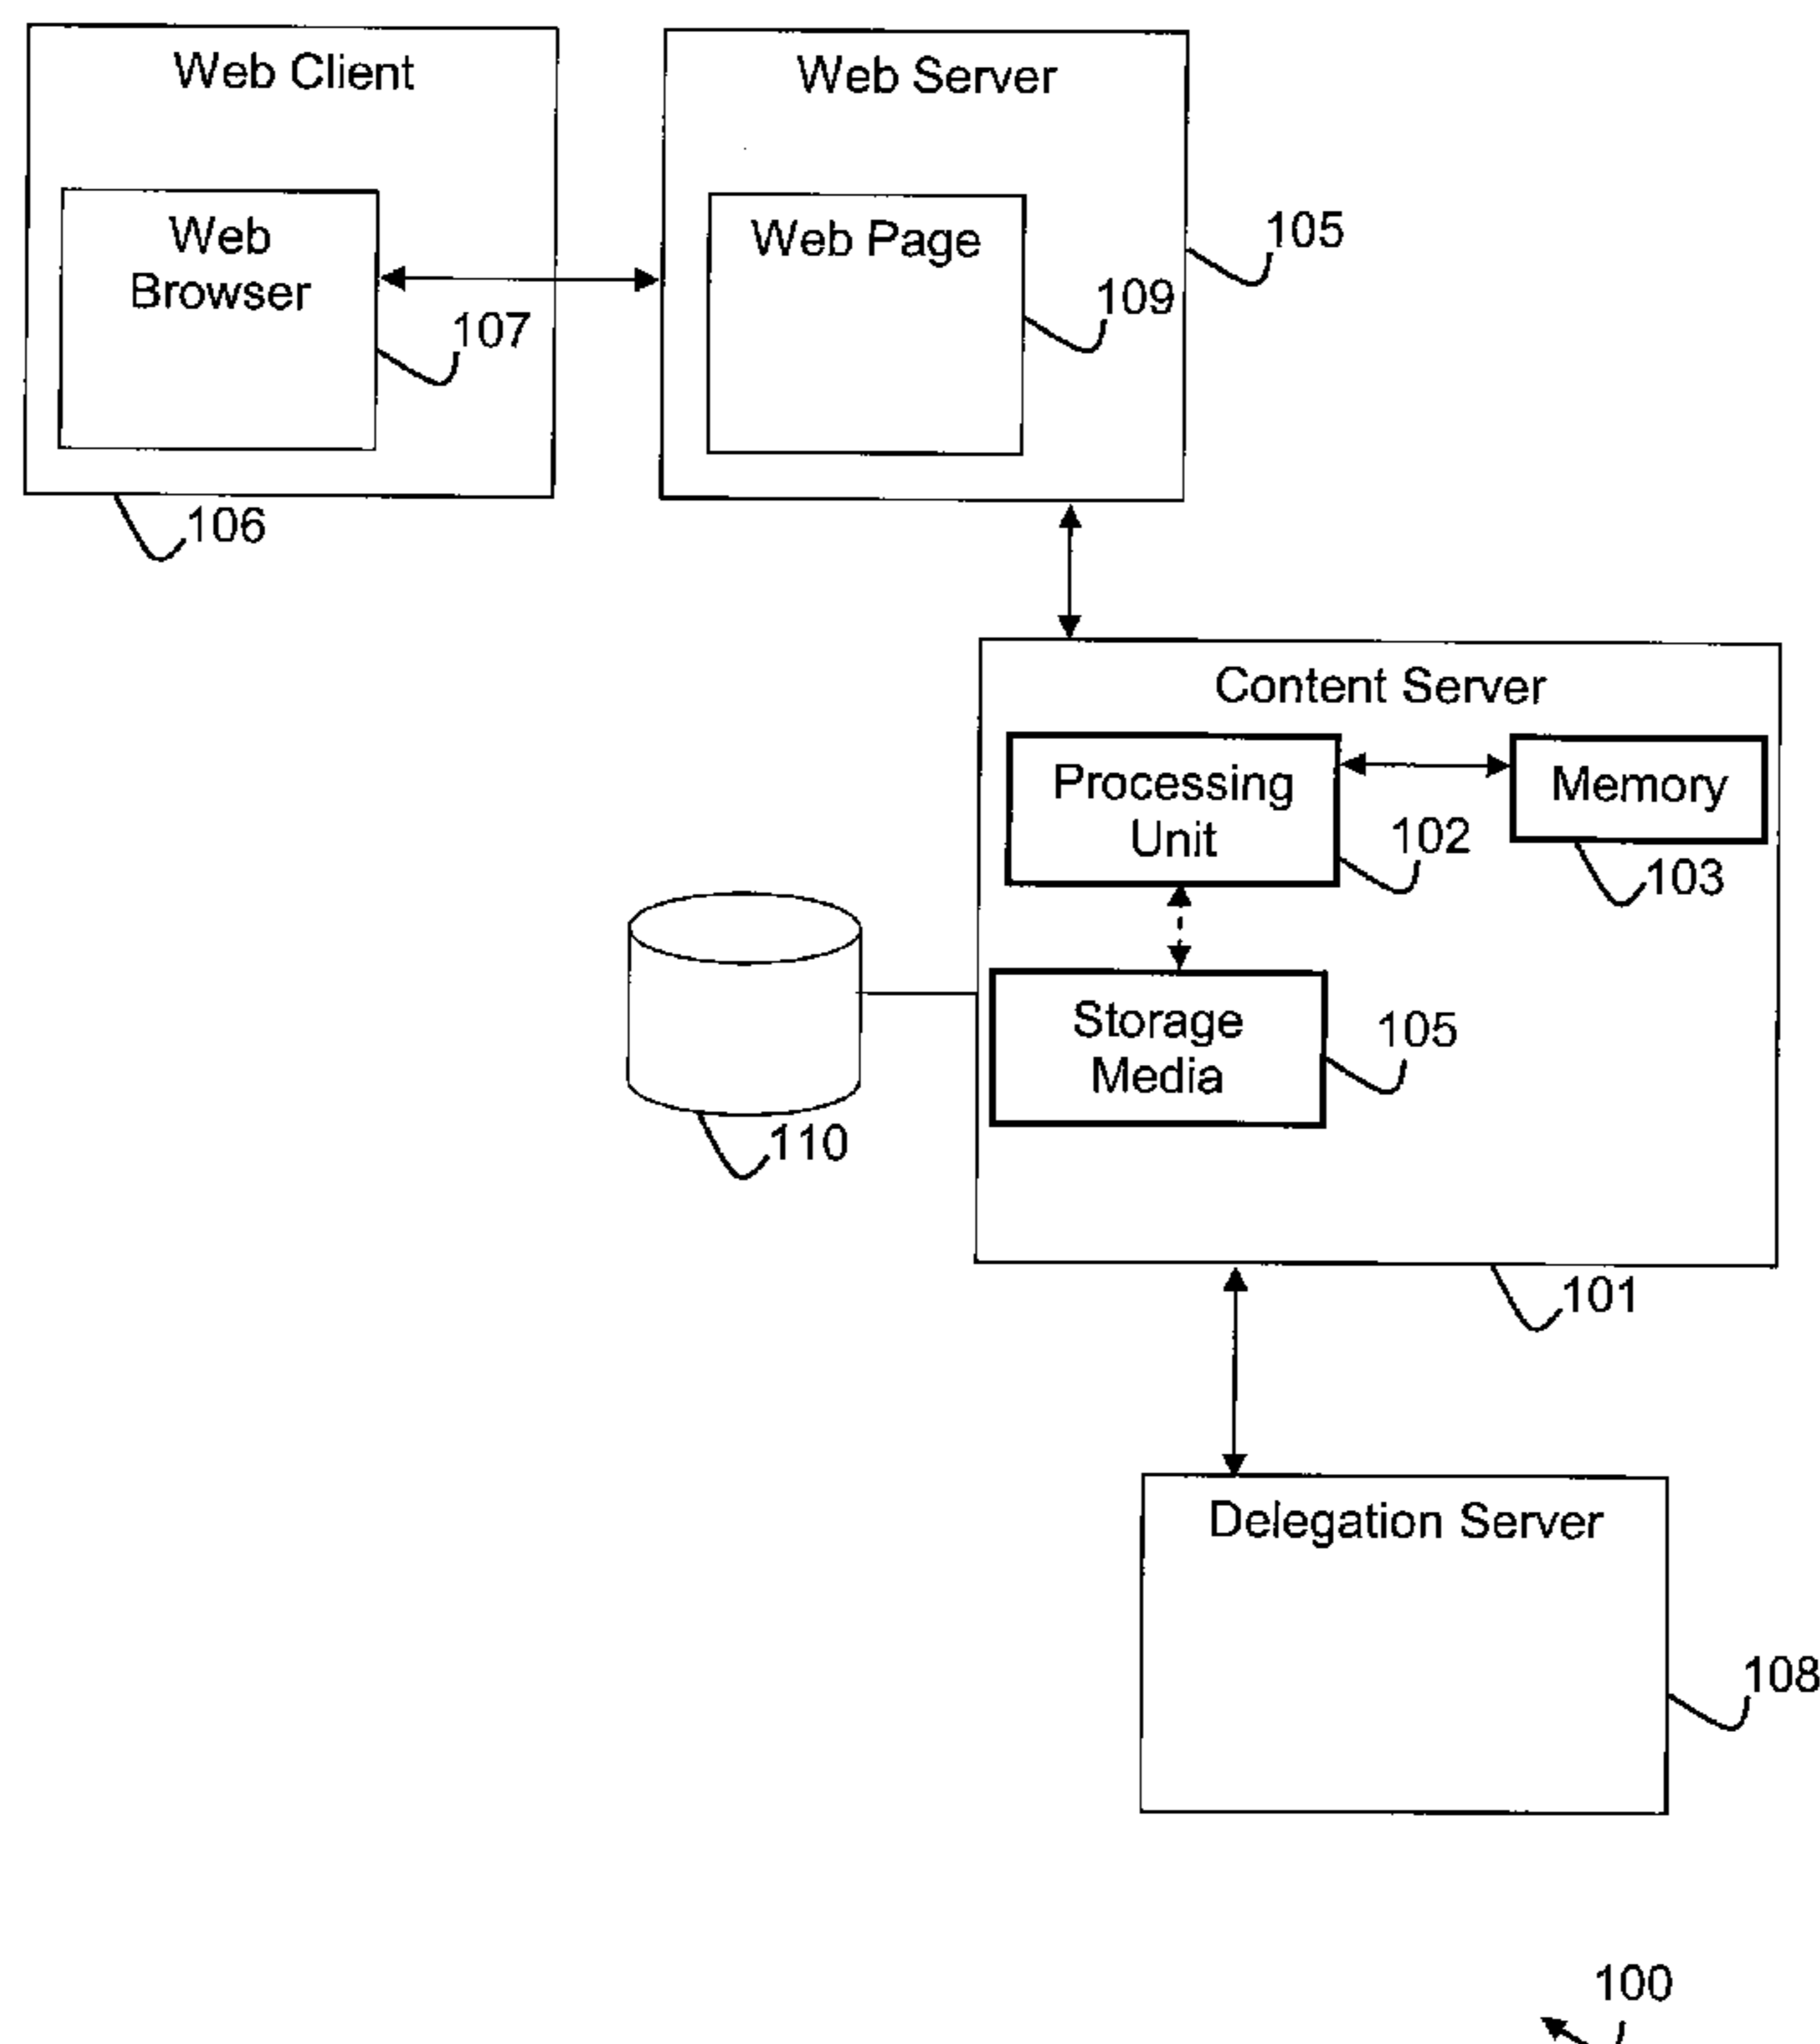 Web Client
Web Server
Web
Browser
107
Web Page
109
105
106
Content Server
Processing
Unit
102
Memory
103
Storage
Media
105
110
101
Delegation Server
108
100